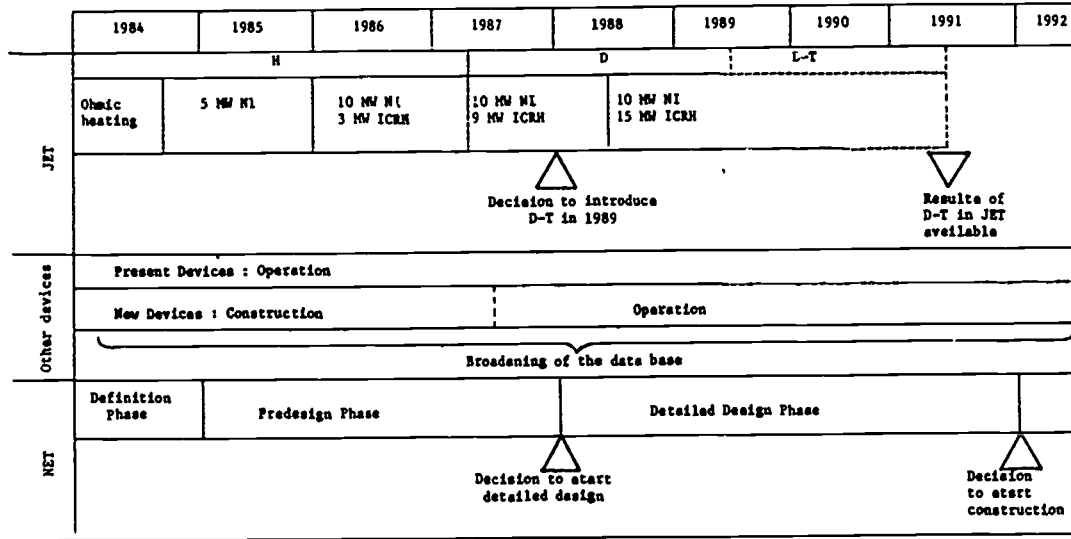 1984 1985 1986 1987 1988 1989 1990 1991 1992
H D L-T
Ohmic
heating
5 MW N1
10 MW N(
3 MW ICRH
10 MW NI
9 MW ICRH
10 MW NI
15 MW ICRH
JET
Decision to introduce
D-T in 1989
Results of
D-T in JET
available
Other devices
Present Devices : Operation
New Devices : Construction
Operation
Broadening of the data base
NET
Definition
Phase
Predesign Phase
Detailed Design Phase
Decision to start
detailed design
Decision
to start
construction